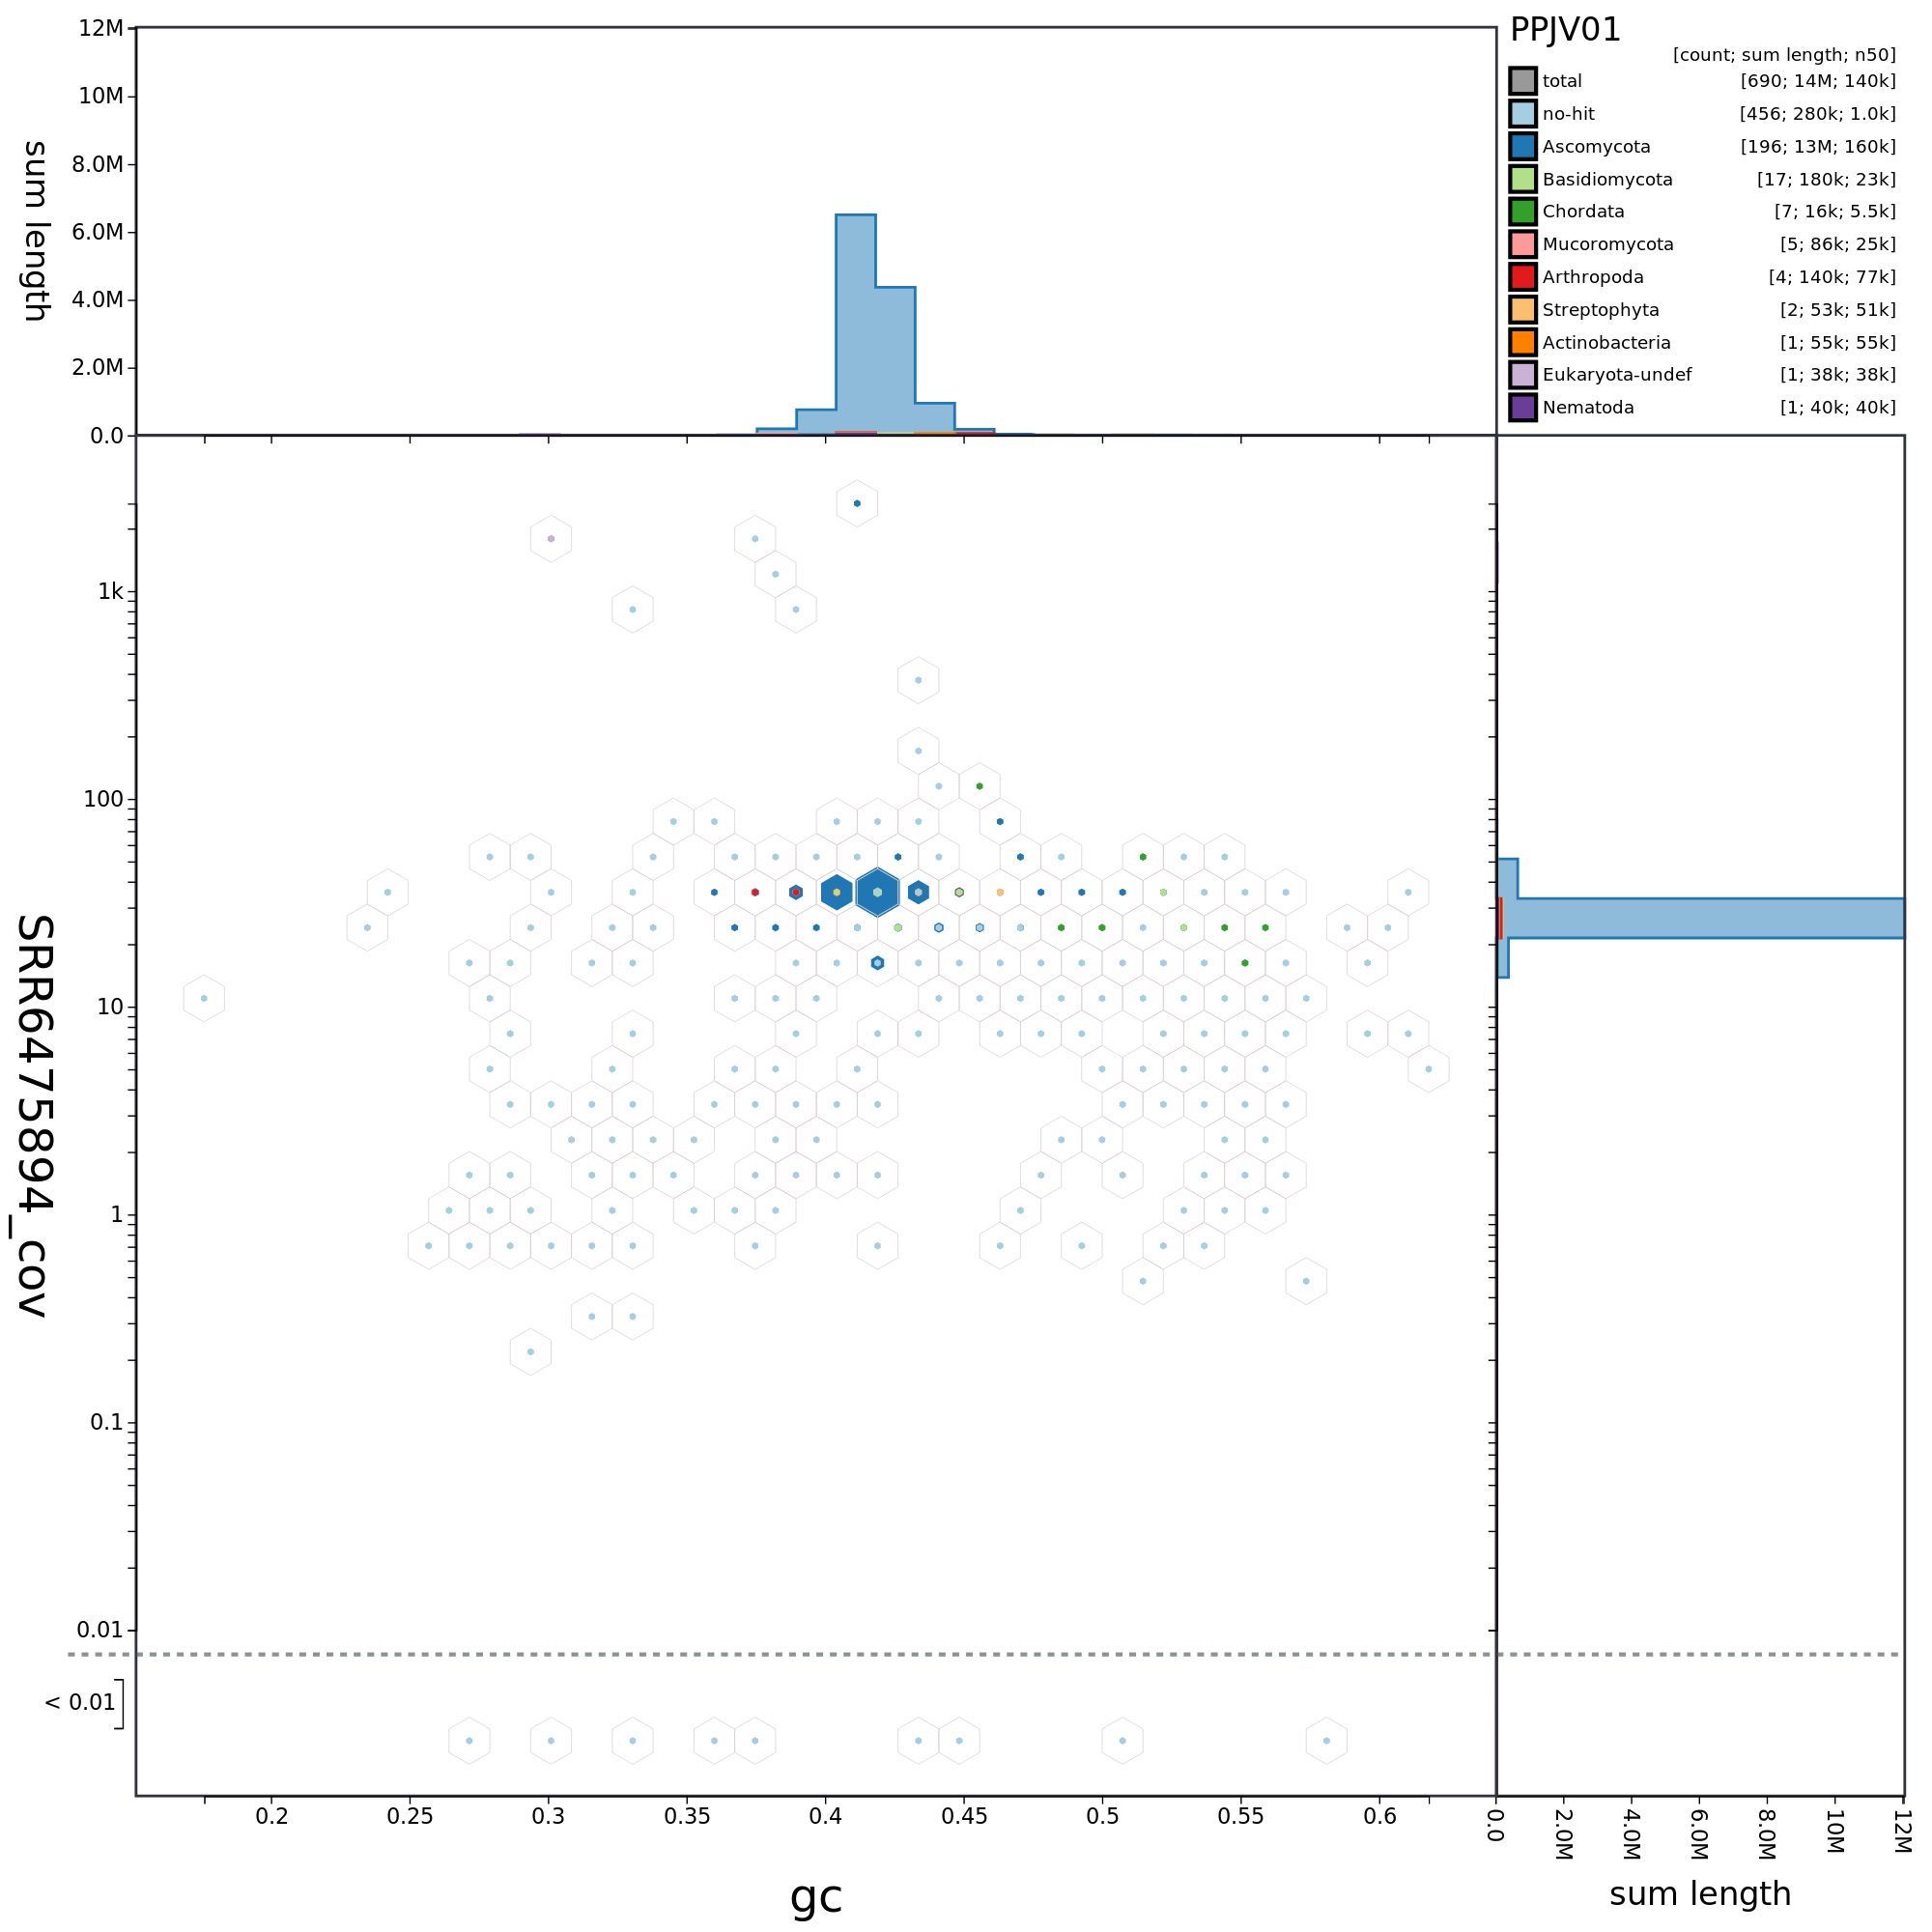 PPJV01
[count; sum length; n50]
total [690; 14M; 140k]
no-hit [456; 280k; 1.0k]
Ascomycota [196; 13M; 160k]
Basidiomycota [17; 180k; 23k]
Chordata [7; 16k; 5.5k]
Mucoromycota [5; 86k; 25k]
Arthropoda [4; 140k; 77k]
Streptophyta [2; 53k; 51k]
Actinobacteria [1; 55k; 55k]
Eukaryota-undef [1; 38k; 38k]
Nematoda [1; 40k; 40k]
sum length
12M
10M
8.0M
6.0M
4.0M
2.0M
0.0
SRR6475894_cov
1k
100
10
1
0.1
0.01
< 0.01
0.2 0.25 0.3 0.35 0.4 0.45 0.5 0.55 0.6
gc
0.0 2.0M 4.0M 6.0M 8.0M 10M 12M
sum length